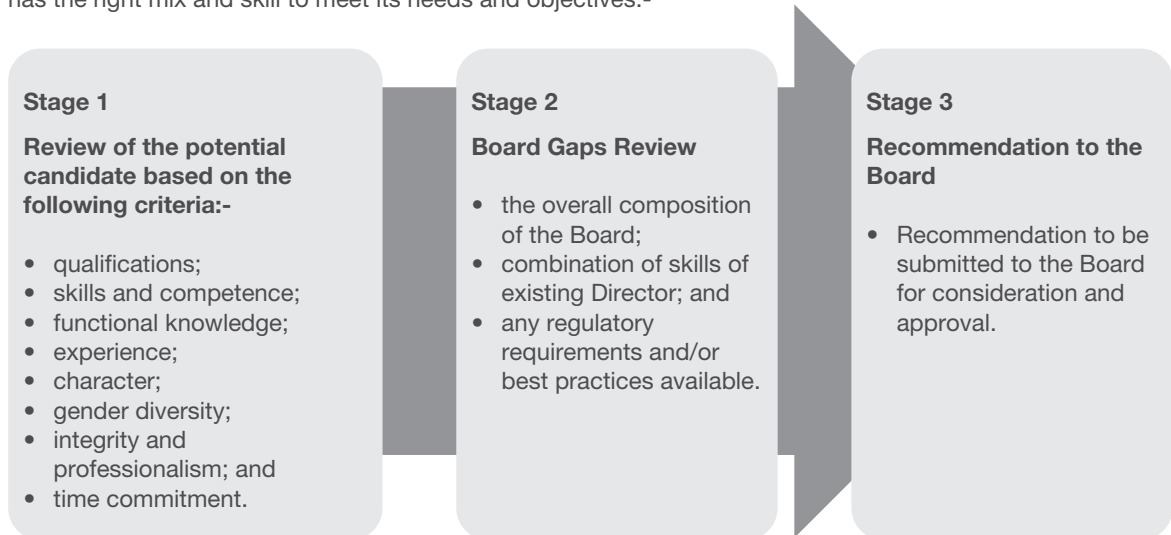 has the right mix and skill to meet its needs and objectives:-
Stage 1
Review of the potential
candidate based on the
following criteria:-
• qualifications;
• skills and competence;
• functional knowledge;
• experience;
• character;
• gender diversity;
• integrity and
professionalism; and
• time commitment.
Stage 2
Board Gaps Review
• the overall composition
of the Board;
• combination of skills of
existing Director; and
• any regulatory
requirements and/or
best practices available.
Stage 3
Recommendation to the
Board
• Recommendation to be
submitted to the Board
for consideration and
approval.